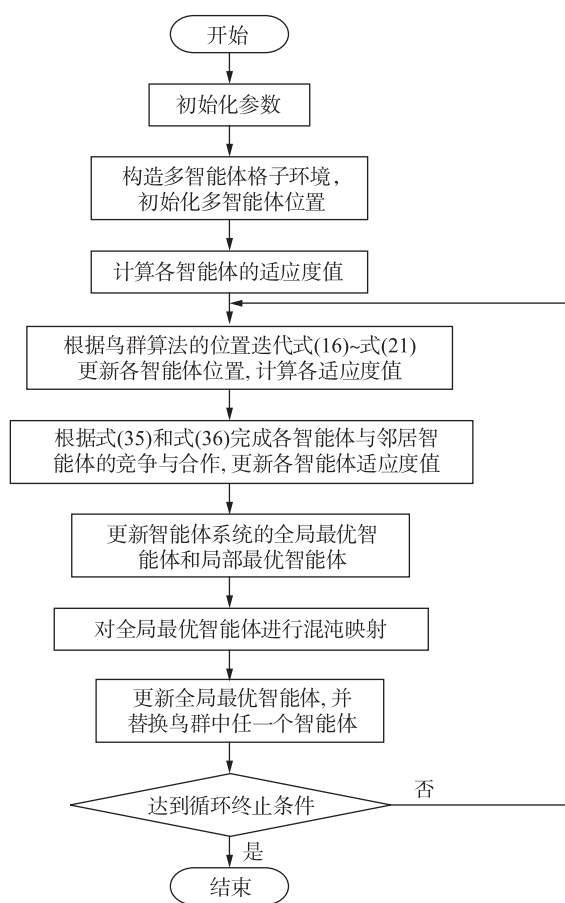 开始
初始化参数
构造多智能体格子环境,
初始化多智能体位置
计算各智能体的适应度值
根据鸟群算法的位置迭代式(16)~式(21)
更新各智能体位置, 计算各适应度值
根据式(35)和式(36)完成各智能体与邻居智
能体的竞争与合作, 更新各智能体适应度值
更新智能体系统的全局最优智
能体和局部最优智能体
对全局最优智能体进行混沌映射
更新全局最优智能体, 并
替换鸟群中任一个智能体
达到循环终止条件
否
是
结束